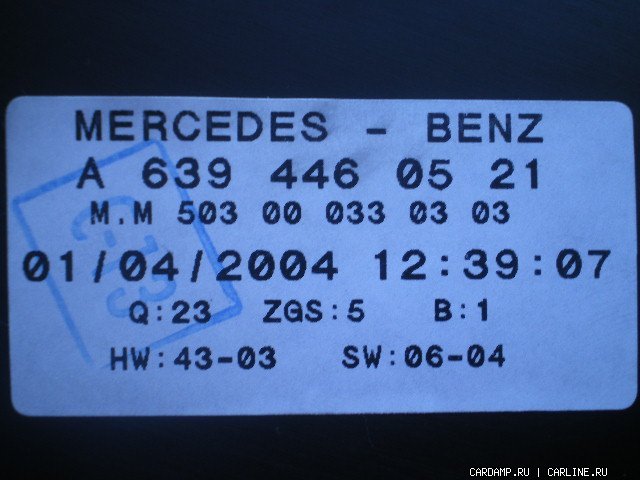 MERCEDES - BENZ
A 639 446 05 21
M.M 503 00 033 03 03
01/04/2004 12:39:07
Q:23 ZGS:5 B:1
HW:43-03 SW:06-04
CARDAMP.RU | CARLINE.RU